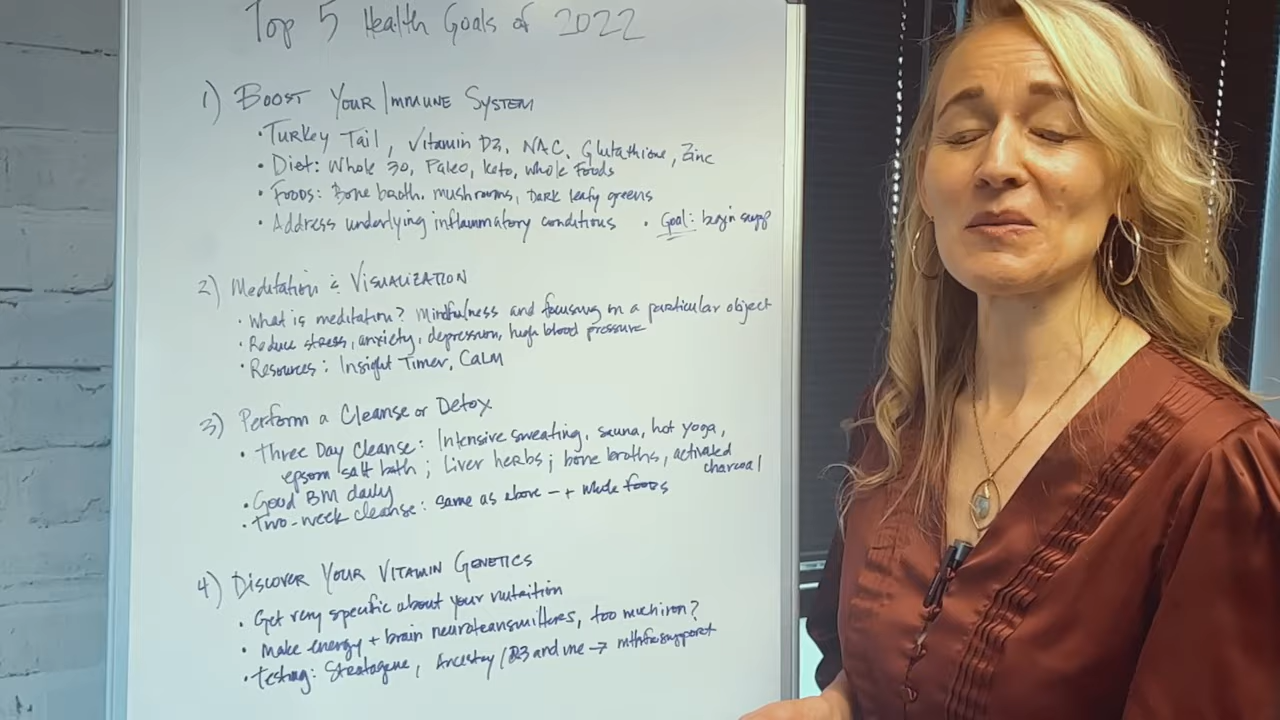 Top 5 Health Goals of 2022
1) Boost Your Immune System
• Turkey Tail, Vitamin D3, NAC, Glutathione, Zinc
• Diet: Whole 30, Paleo, keto, whole Foods
• Foods: Bone broth, mushrooms, Dark leafy greens
• Address underlying inflammatory conditions • Goal: begin supp
2) Meditation & Visualization
• What is meditation? Mindfulness and focusing on a particular object
• Reduce stress, anxiety, depression, high blood pressure
• Resources: Insight Timer, Calm
3) Perform a Cleanse or Detox
• Three Day Cleanse: Intensive sweating, sauna, hot yoga,
epsom salt bath; Liver herbs; bone broths, activated
charcoal
• Good BM daily
• Two-week cleanse: same as above - + whole foods
4) Discover Your Vitamin Genetics
• Get very specific about your nutrition
• Make energy + brain neurotransmitters, too much iron?
• Testing: Stratagene, Ancestry / 23 and me → mthfrsupport